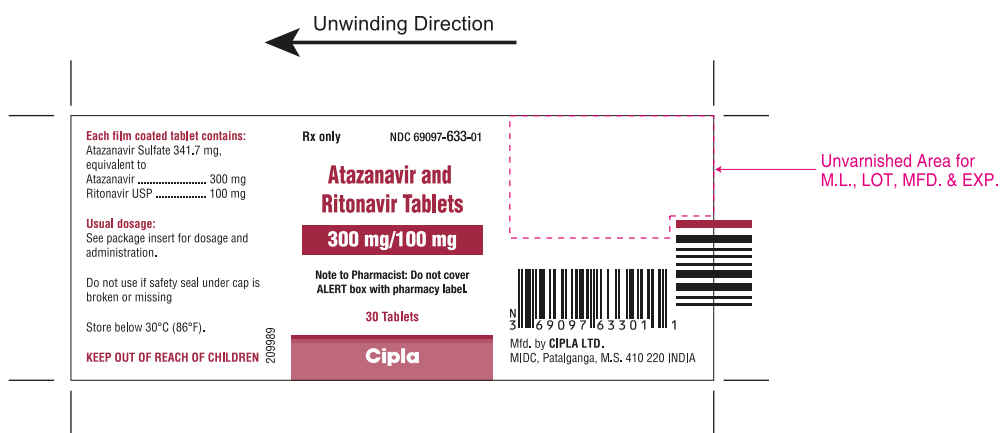 Unwinding Direction
Each film coated tablet contains:
Atazanavir Sulfate 341.7 mg,
equivalent to
Atazanavir ..................... 300 mg
Ritonavir USP ................ 100 mg
Usual dosage:
See package insert for dosage and
administration.
Do not use if safety seal under cap is
broken or missing
Store below 30°C (86°F).
KEEP OUT OF REACH OF CHILDREN
209989
Rx only NDC 69097-633-01
Atazanavir and
Ritonavir Tablets
300 mg/100 mg
Note to Pharmacist: Do not cover
ALERT box with pharmacy label.
30 Tablets
Cipla
N
3 69097 63301 1
Mfd. by CIPLA LTD.
MIDC, Patalganga, M.S. 410 220 INDIA
Unvarnished Area for
M.L., LOT, MFD. & EXP.